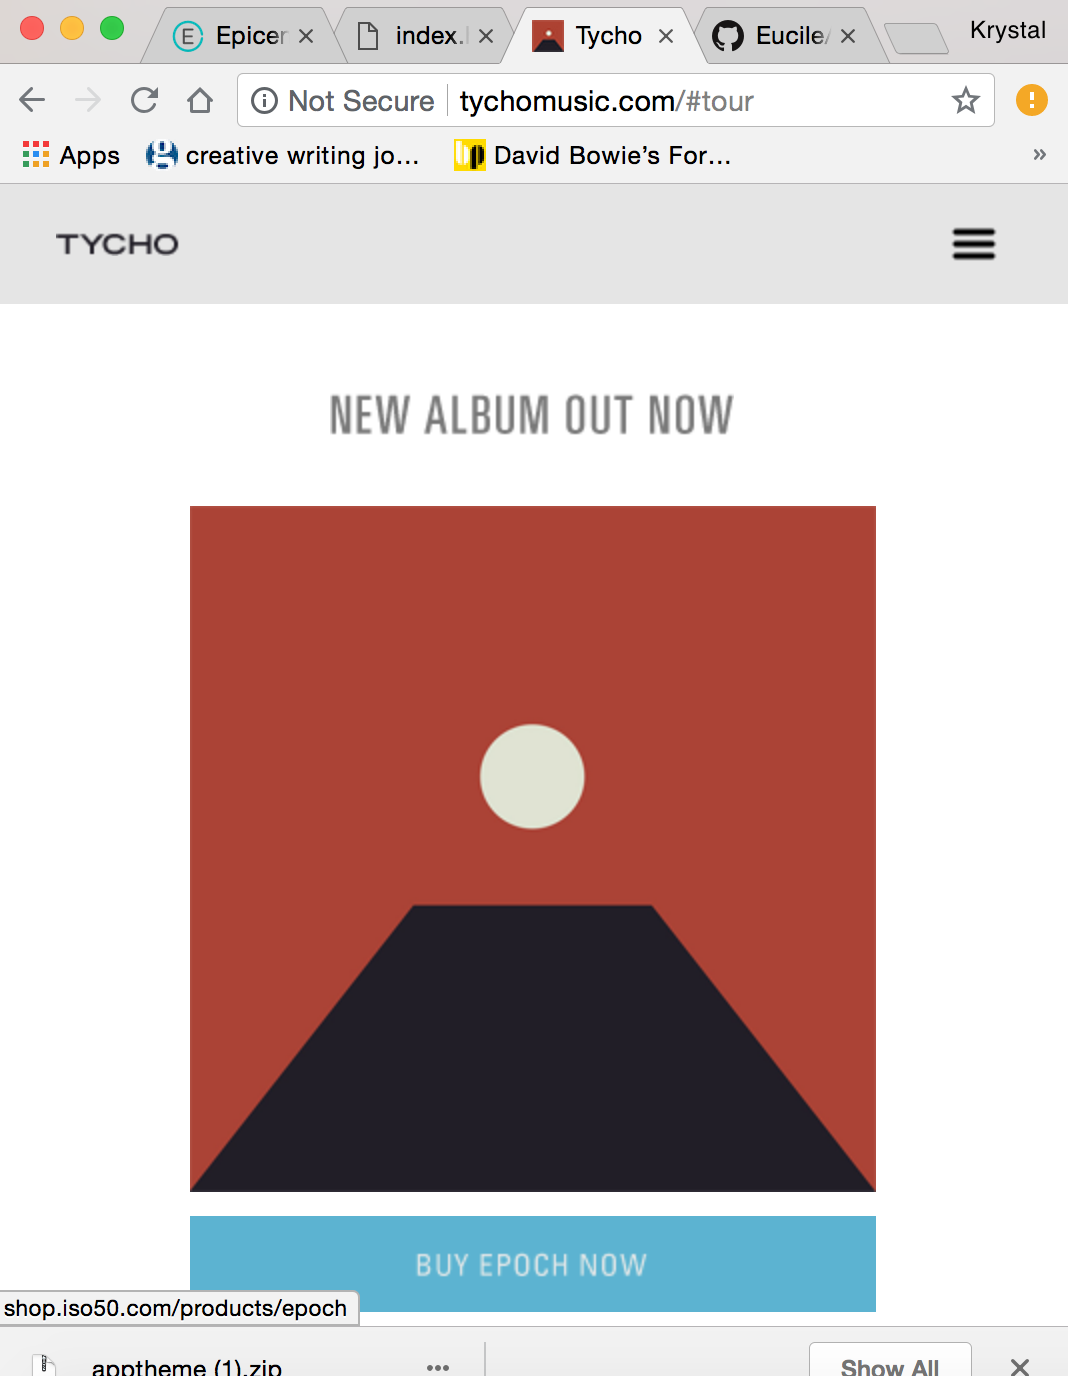 Epicer
index.
Tycho
Eucile
Krystal
Not Secure tychomusic.com/#tour
Apps creative writing jo... David Bowie's For... »
TYCHO
NEW ALBUM OUT NOW
BUY EPOCH NOW
shop.iso50.com/products/epoch
apptheme (1).zip
Show All